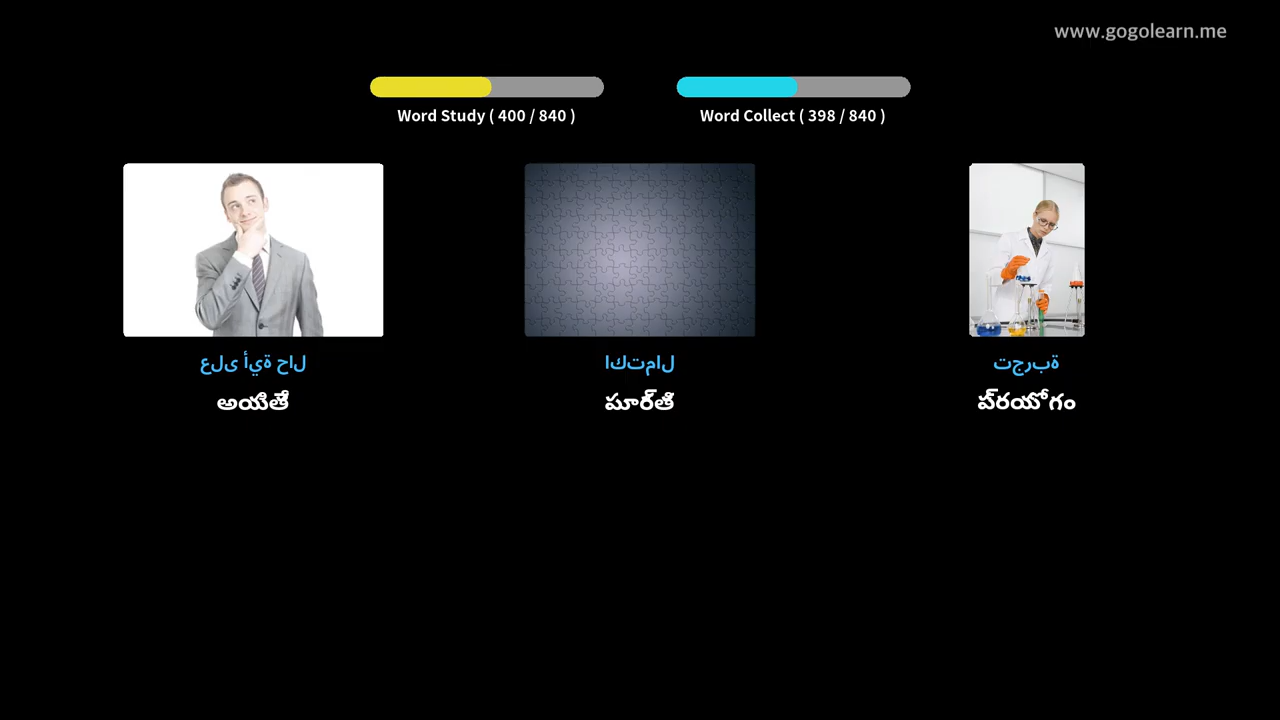 www.gogolearn.me
Word Study ( 400 / 840 )
Word Collect ( 398 / 840 )
على أية حال
اكتمال
تجربة
అయితే
పూర్తి
ప్రయోగం